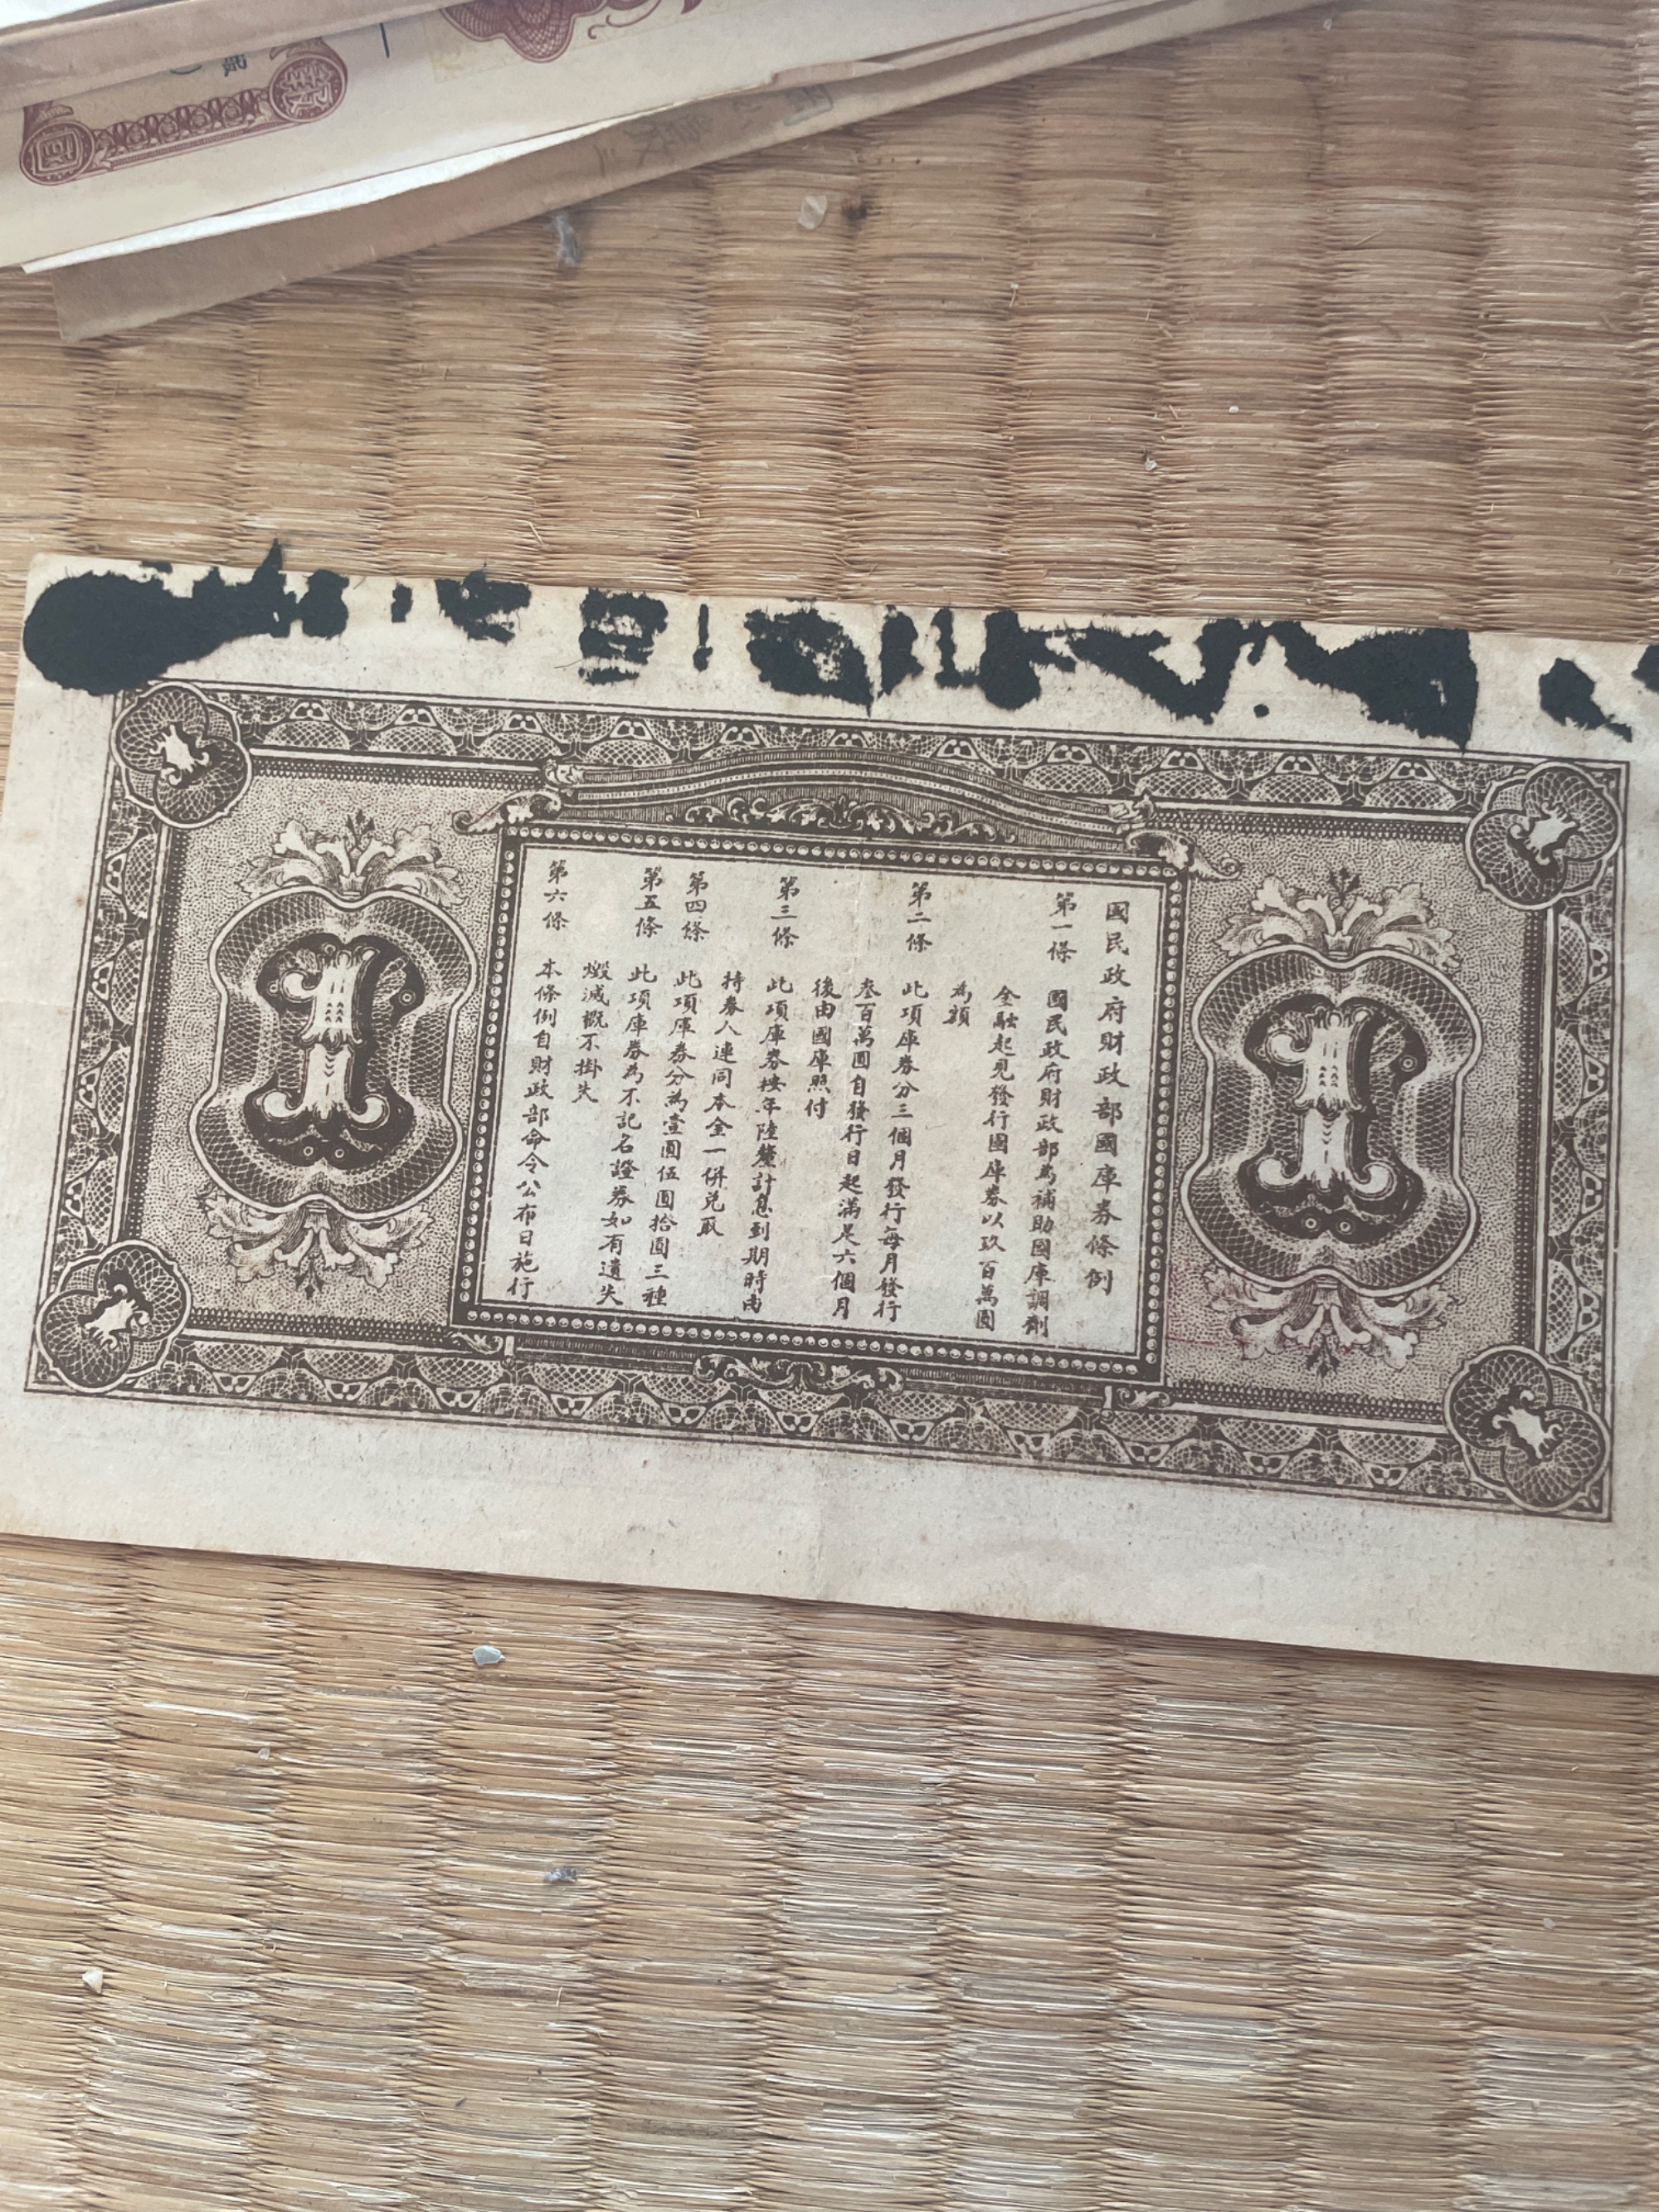 國民政府財政部國庫券條例
第一條 國民政府財政部為補助國庫調劑
金融起見發行國庫券以玖百萬圓
為額
第二條 此項庫券分三個月發行每月發行
叁百萬圓自發行日起滿足六個月
後由國庫照付
第三條 此項庫券按年陸釐計息到期時由
持券人連同本金一併兌取
第四條 此項庫券分為壹圓伍圓拾圓三種
第五條 此項庫券為不記名證券如有遺失
燬滅概不掛失
第六條 本條例自財政部命令公布日施行
1
1